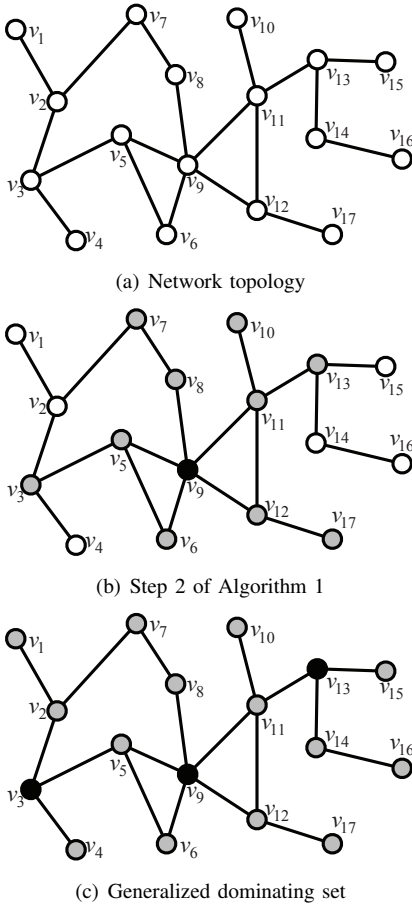 v1
v7
v10
v2
v8
v13
v15
v11
v5
v14
v16
v3
v9
v12
v4
v6
v17
(a) Network topology
v1
v7
v10
v2
v8
v13
v15
v11
v5
v14
v16
v3
v9
v12
v4
v6
v17
(b) Step 2 of Algorithm 1
v1
v7
v10
v2
v8
v13
v15
v11
v5
v14
v16
v3
v9
v12
v4
v6
v17
(c) Generalized dominating set